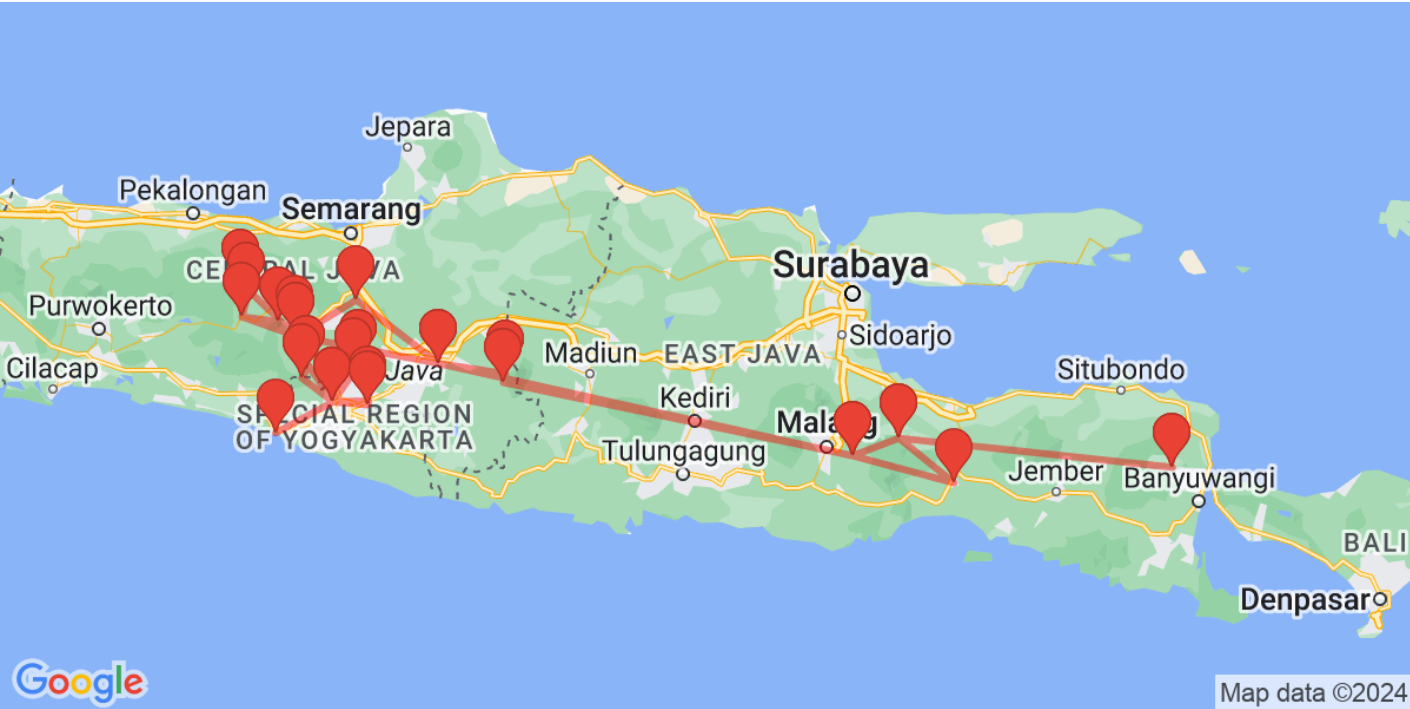 Jepara
Pekalongan
Semarang
CENTRAL JAVA
Surabaya
Purwokerto
Sidoarjo
Madiun
EAST JAVA
Cilacap
Java
Situbondo
Kediri
SPECIAL REGION
OF YOGYAKARTA
Malang
Tulungagung
Jember
Banyuwangi
BALI
Denpasar
Google
Map data ©2024